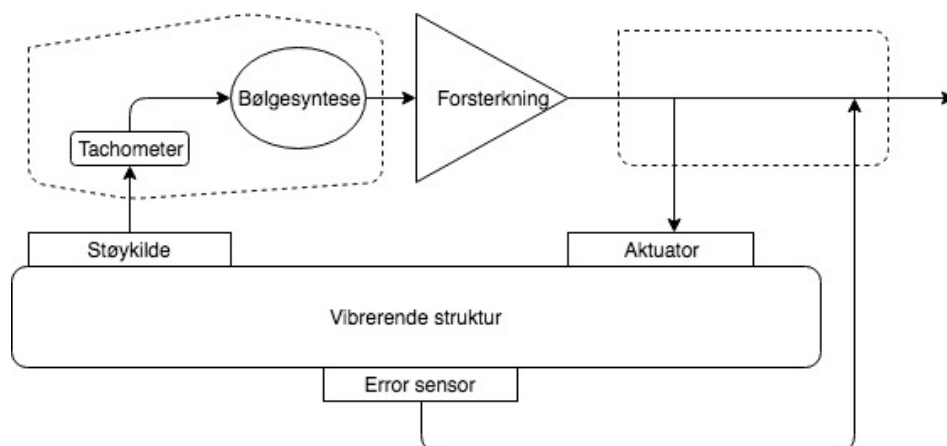 Bølgesyntese
Forsterkning
Tachometer
Støykilde
Aktuator
Vibrerende struktur
Error sensor